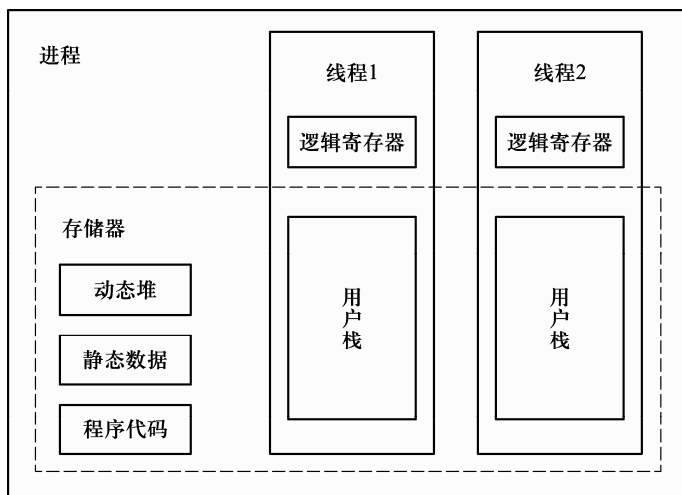 进程
线程1
线程2
逻辑寄存器
逻辑寄存器
存储器
动态堆
静态数据
程序代码
用户栈
用户栈